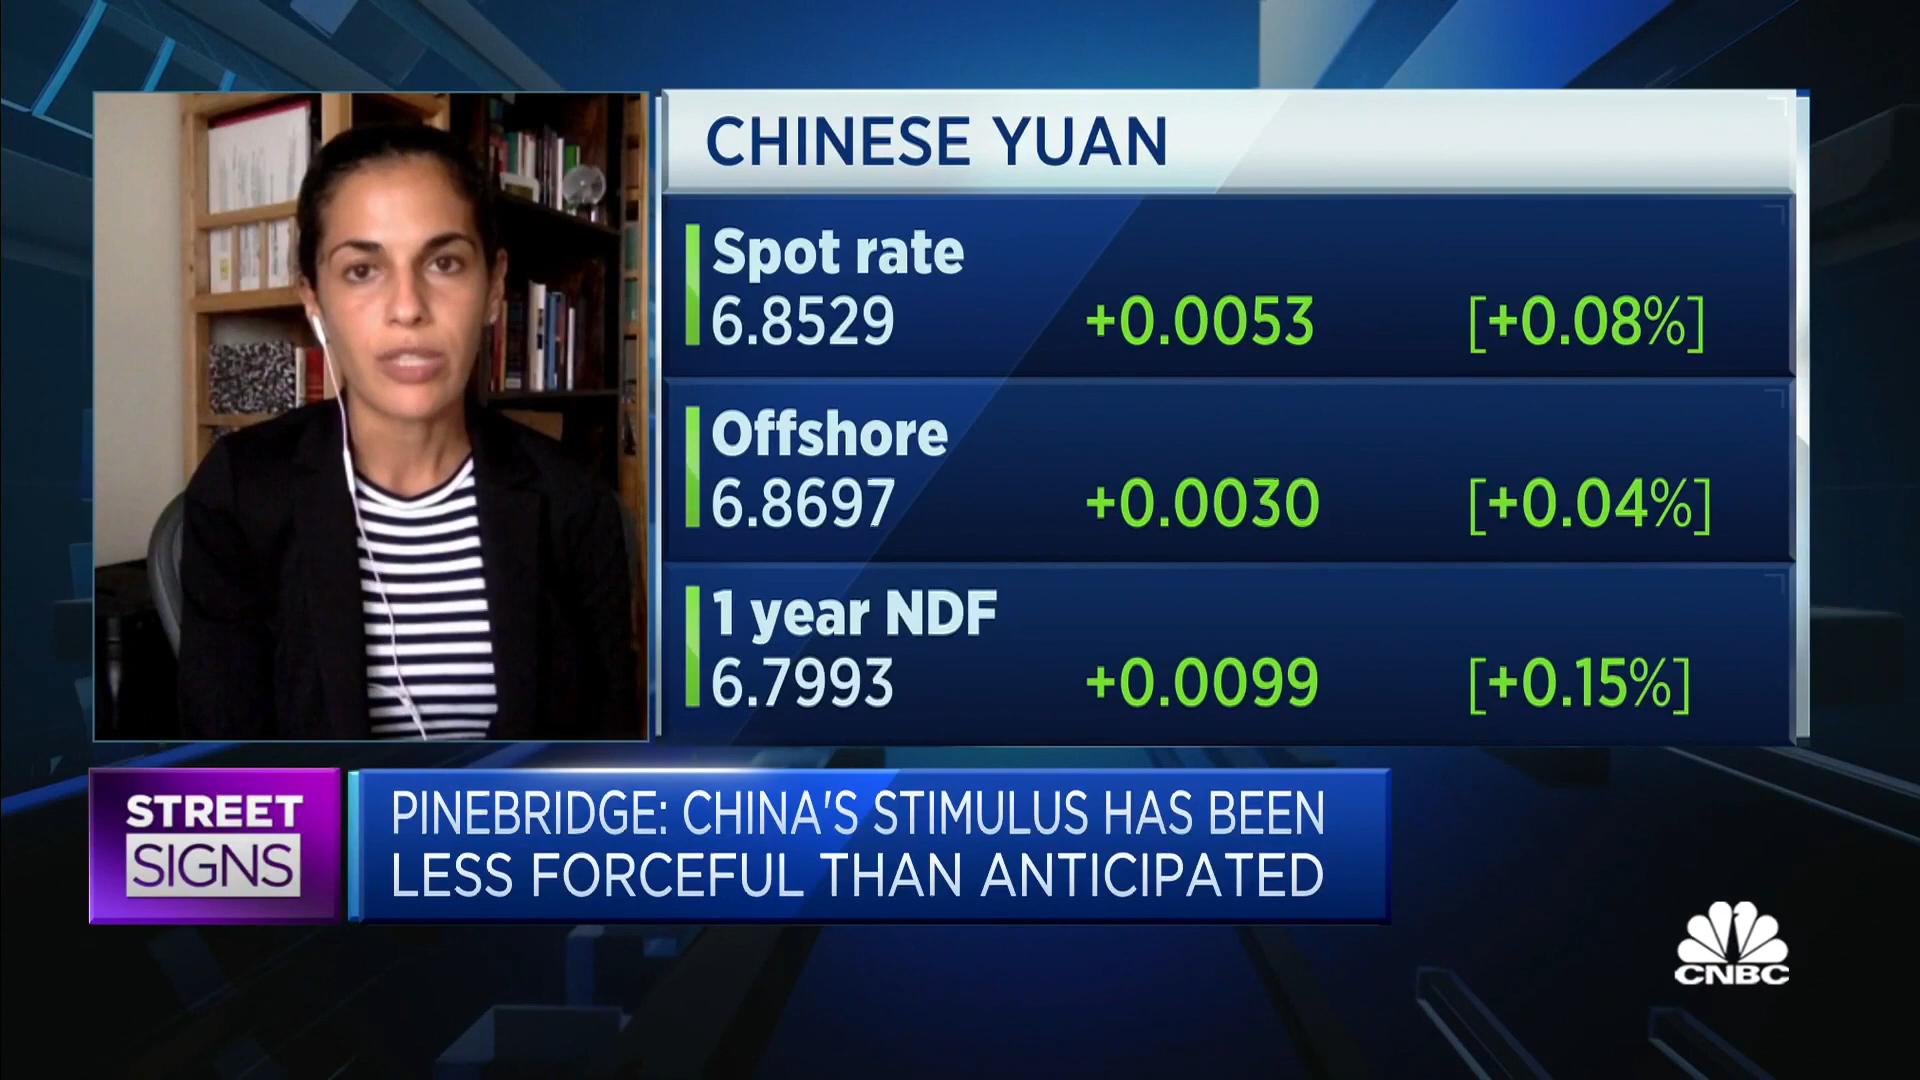 CHINESE YUAN
Spot rate
6.8529 +0.0053 [+0.08%]
Offshore
6.8697 +0.0030 [+0.04%]
1 year NDF
6.7993 +0.0099 [+0.15%]
STREET
SIGNS
PINEBRIDGE: CHINA'S STIMULUS HAS BEEN
LESS FORCEFUL THAN ANTICIPATED
CNBC